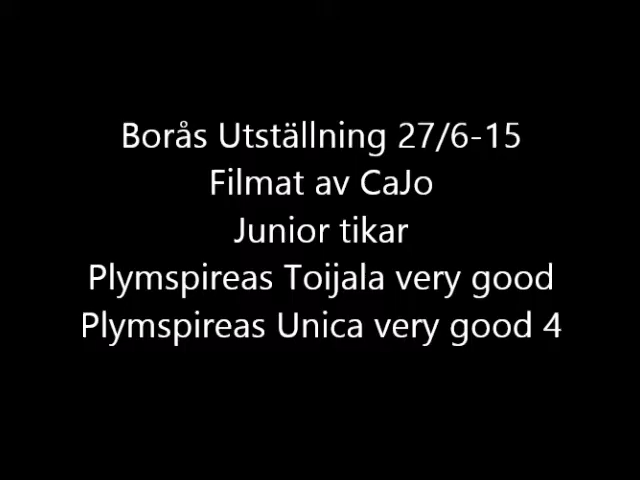 Borås Utställning 27/6-15
Filmat av CaJo
Junior tikar
Plymspireas Toijala very good
Plymspireas Unica very good 4